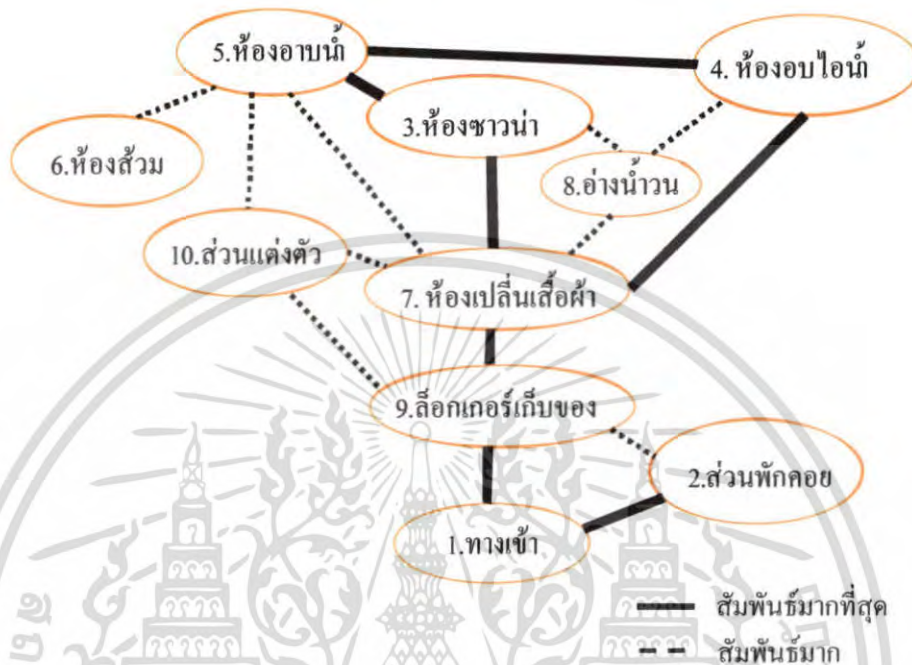 5.ห้องอาบน้ำ
4. ห้องอบไอน้ำ
3.ห้องซาวน่า
6.ห้องส้วม
8.อ่างน้ำวน
10.ส่วนแต่งตัว
7. ห้องเปลี่นเสื้อผ้า
9.ล็อกเกอร์เก็บของ
2.ส่วนพักคอย
1.ทางเข้า
สัมพันธ์มากที่สุด
สัมพันธ์มาก